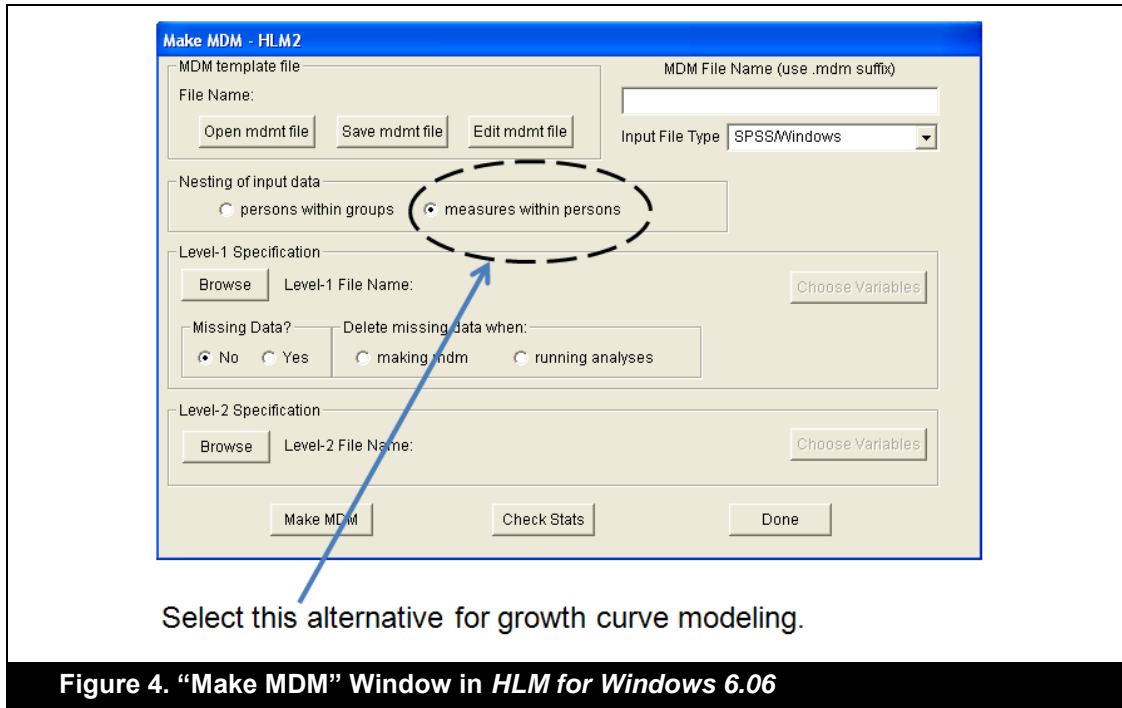 Make MDM - HLM2
MDM template file
File Name:
Open mdmt file Save mdmt file Edit mdmt file
MDM File Name (use .mdm suffix)
Input File Type SPSS/Windows
Nesting of input data
persons within groups measures within persons
Level-1 Specification
Browse Level-1 File Name: Choose Variables
Missing Data? Delete missing data when:
No Yes making mdm running analyses
Level-2 Specification
Browse Level-2 File Name: Choose Variables
Make MDM Check Stats Done
Select this alternative for growth curve modeling.
Figure 4. “Make MDM” Window in HLM for Windows 6.06